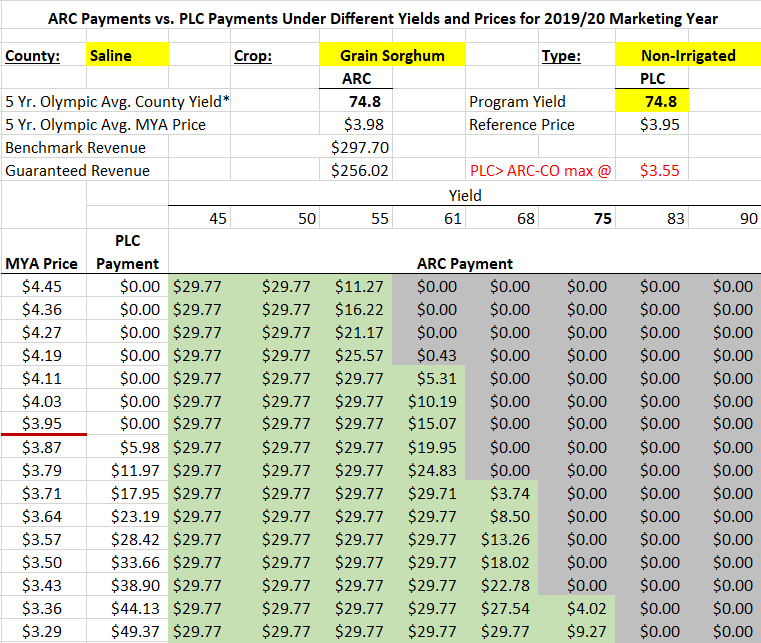 ARC Payments vs. PLC Payments Under Different Yields and Prices for 2019/20 Marketing Year
County: Saline Crop: Grain Sorghum Type: Non-Irrigated
ARC PLC
5 Yr. Olympic Avg. County Yield* 74.8 Program Yield 74.8
5 Yr. Olympic Avg. MYA Price $3.98 Reference Price $3.95
Benchmark Revenue $297.70
Guaranteed Revenue $256.02 PLC> ARC-CO max @ $3.55
Yield
45 50 55 61 68 75 83 90
PLC
MYA Price Payment ARC Payment
$4.45 $0.00 $29.77 $29.77 $11.27 $0.00 $0.00 $0.00 $0.00 $0.00
$4.36 $0.00 $29.77 $29.77 $16.22 $0.00 $0.00 $0.00 $0.00 $0.00
$4.27 $0.00 $29.77 $29.77 $21.17 $0.00 $0.00 $0.00 $0.00 $0.00
$4.19 $0.00 $29.77 $29.77 $25.57 $0.43 $0.00 $0.00 $0.00 $0.00
$4.11 $0.00 $29.77 $29.77 $29.77 $5.31 $0.00 $0.00 $0.00 $0.00
$4.03 $0.00 $29.77 $29.77 $29.77 $10.19 $0.00 $0.00 $0.00 $0.00
$3.95 $0.00 $29.77 $29.77 $29.77 $15.07 $0.00 $0.00 $0.00 $0.00
$3.87 $5.98 $29.77 $29.77 $29.77 $19.95 $0.00 $0.00 $0.00 $0.00
$3.79 $11.97 $29.77 $29.77 $29.77 $24.83 $0.00 $0.00 $0.00 $0.00
$3.71 $17.95 $29.77 $29.77 $29.77 $29.71 $3.74 $0.00 $0.00 $0.00
$3.64 $23.19 $29.77 $29.77 $29.77 $29.77 $8.50 $0.00 $0.00 $0.00
$3.57 $28.42 $29.77 $29.77 $29.77 $29.77 $13.26 $0.00 $0.00 $0.00
$3.50 $33.66 $29.77 $29.77 $29.77 $29.77 $18.02 $0.00 $0.00 $0.00
$3.43 $38.90 $29.77 $29.77 $29.77 $29.77 $22.78 $0.00 $0.00 $0.00
$3.36 $44.13 $29.77 $29.77 $29.77 $29.77 $27.54 $4.02 $0.00 $0.00
$3.29 $49.37 $29.77 $29.77 $29.77 $29.77 $29.77 $9.27 $0.00 $0.00